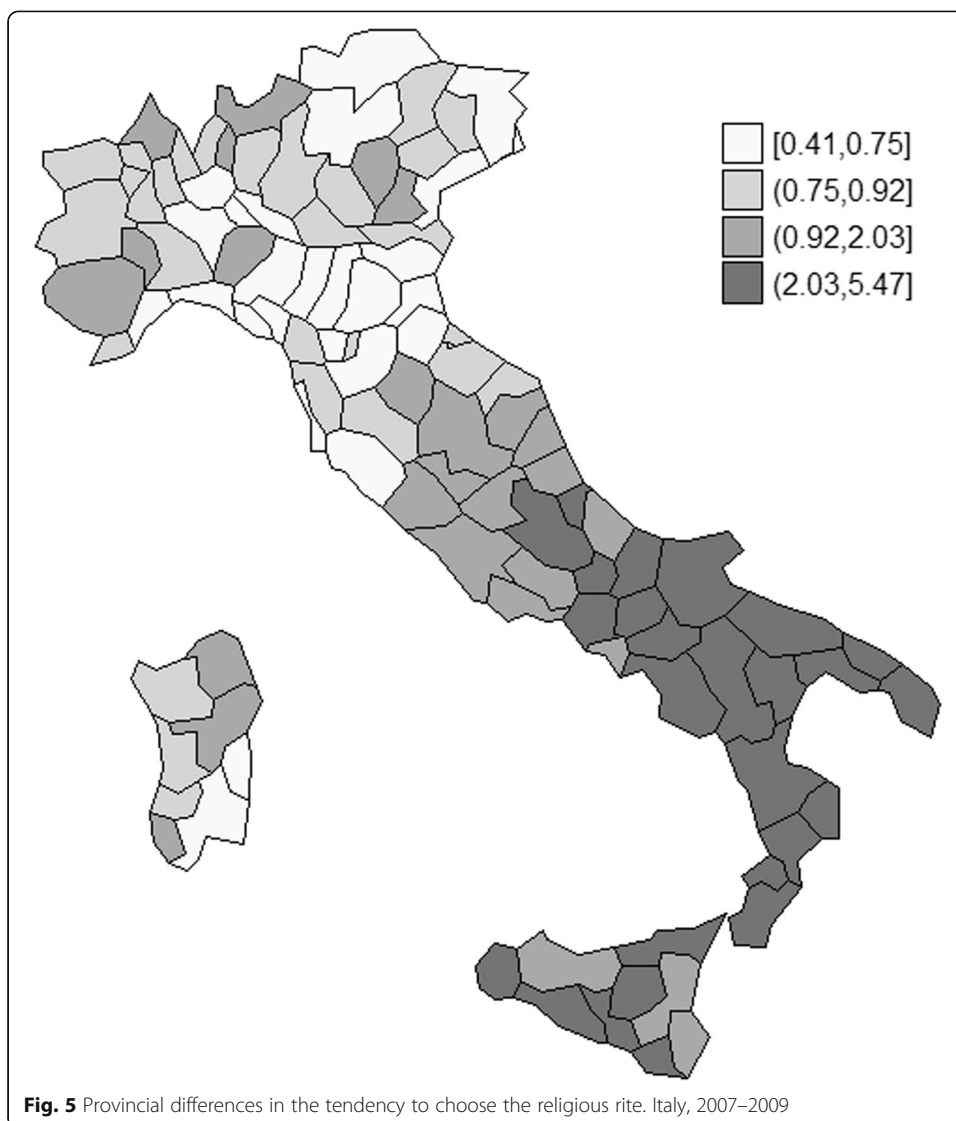 [0.41,0.75]
(0.75,0.92]
(0.92,2.03]
(2.03,5.47]
Fig. 5 Provincial differences in the tendency to choose the religious rite. Italy, 2007–2009